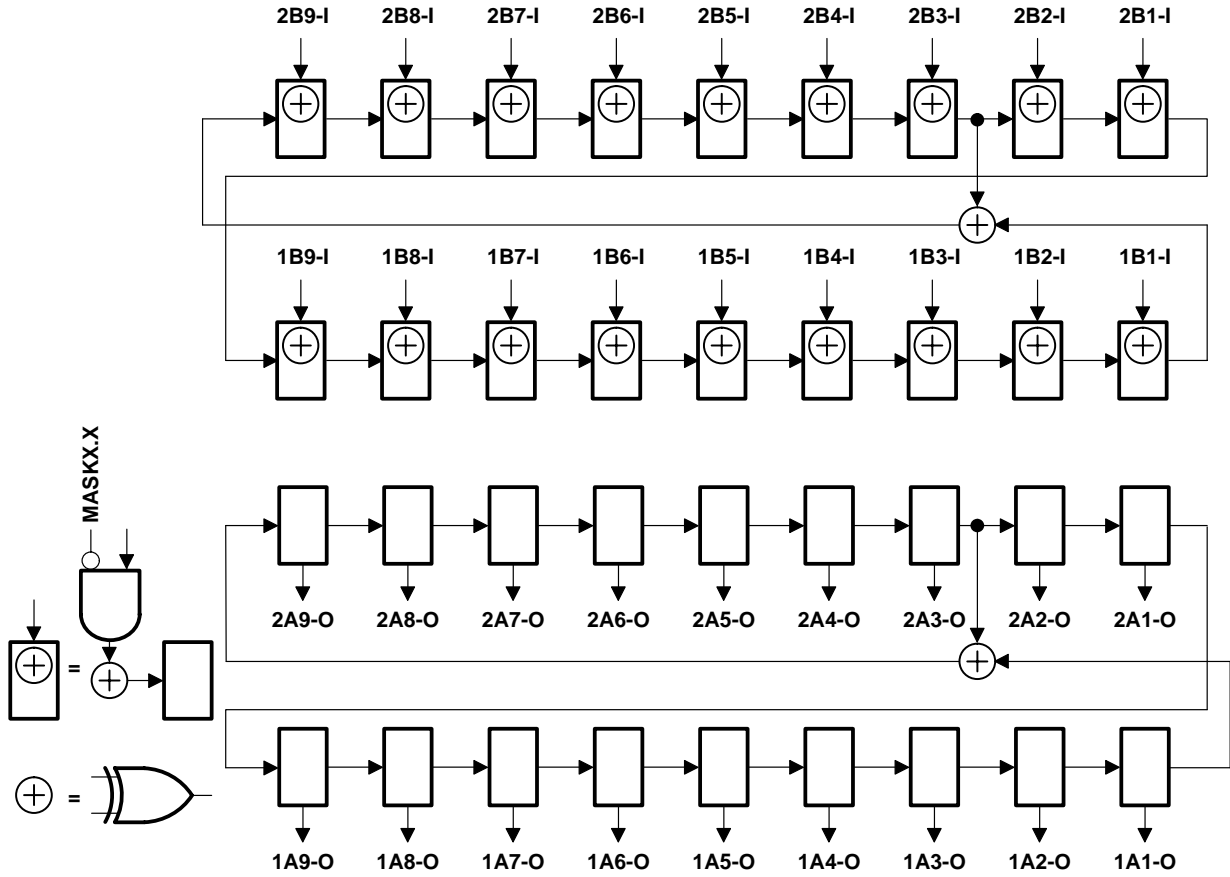 2B9-I 2B8-I 2B7-I 2B6-I 2B5-I 2B4-I 2B3-I 2B2-I 2B1-I
1B9-I 1B8-I 1B7-I 1B6-I 1B5-I 1B4-I 1B3-I 1B2-I 1B1-I
MASKX.X
2A9-O 2A8-O 2A7-O 2A6-O 2A5-O 2A4-O 2A3-O 2A2-O 2A1-O
=
=
1A9-O 1A8-O 1A7-O 1A6-O 1A5-O 1A4-O 1A3-O 1A2-O 1A1-O